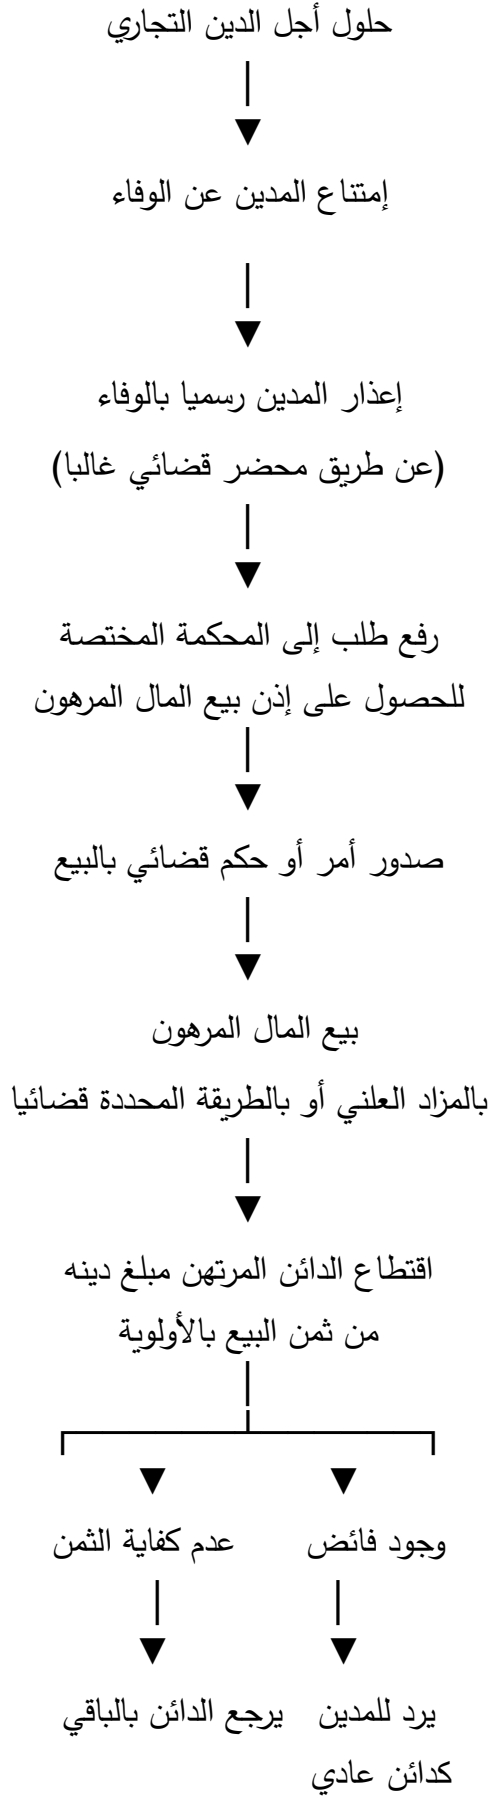 حلول أجل الدين التجاري
إمتناع المدين عن الوفاء
إعذار المدين رسميا بالوفاء
(عن طريق محضر قضائي غالبا)
رفع طلب إلى المحكمة المختصة
للحصول على إذن بيع المال المرهون
صدور أمر أو حكم قضائي بالبيع
بيع المال المرهون
بالمزاد العلني أو بالطريقة المحددة قضائيا
اقتطاع الدائن المرتهن مبلغ دينه
من ثمن البيع بالأولوية
وجود فائض عدم كفاية الثمن
يرد للمدين يرجع الدائن بالباقي
كدائن عادي